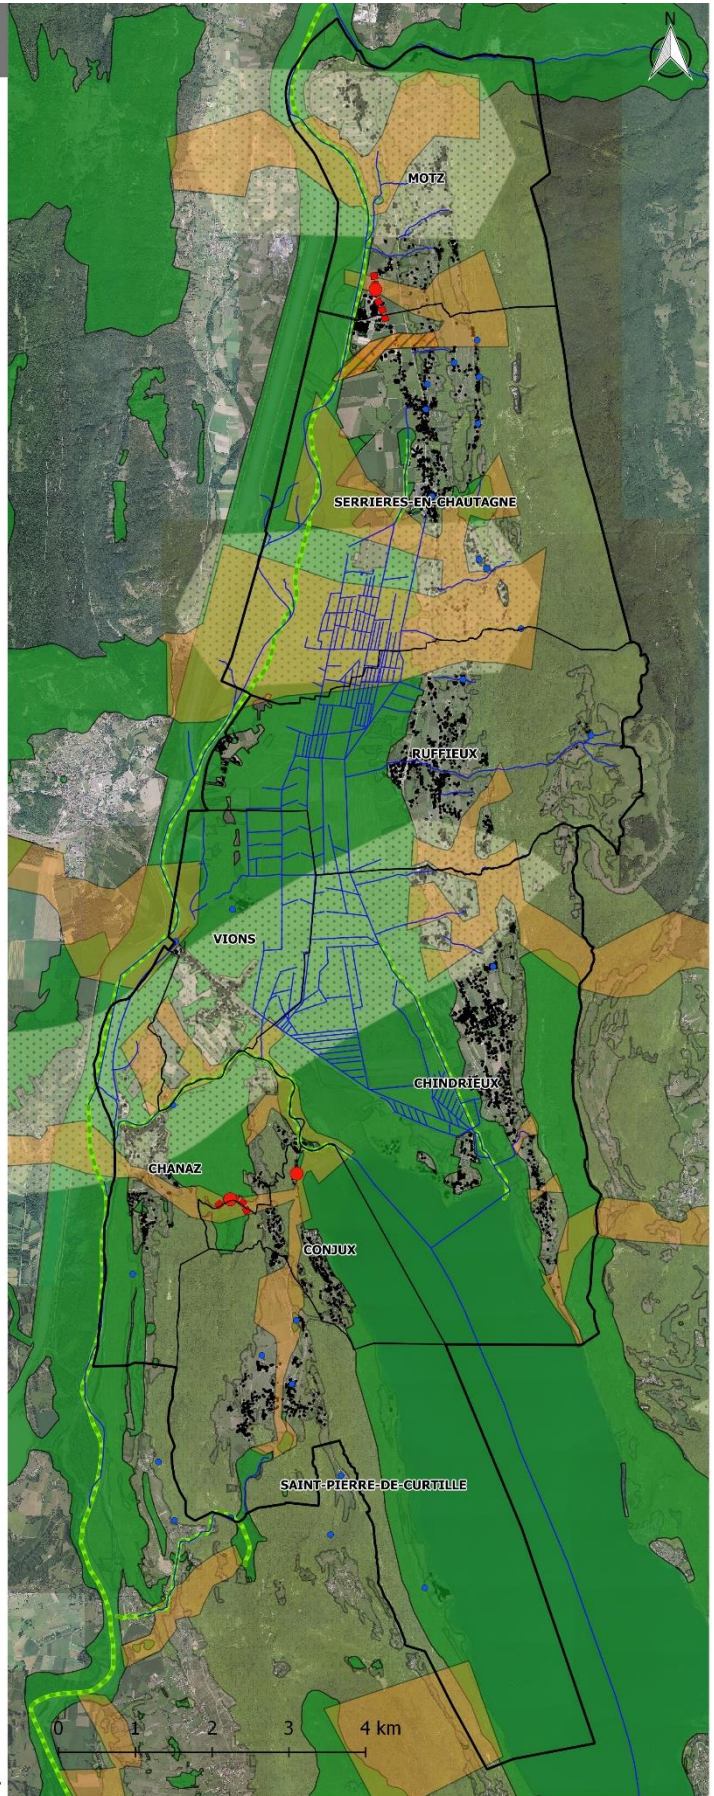 N
MOTZ
SERRIERES-EN-CHAUTAGNE
RUFFIEUX
VIONS
CHINDRIEUX
CHANAZ
CONJUX
SAINT-PIERRE-DE-CURTILLE
0 1 2 3 4 km